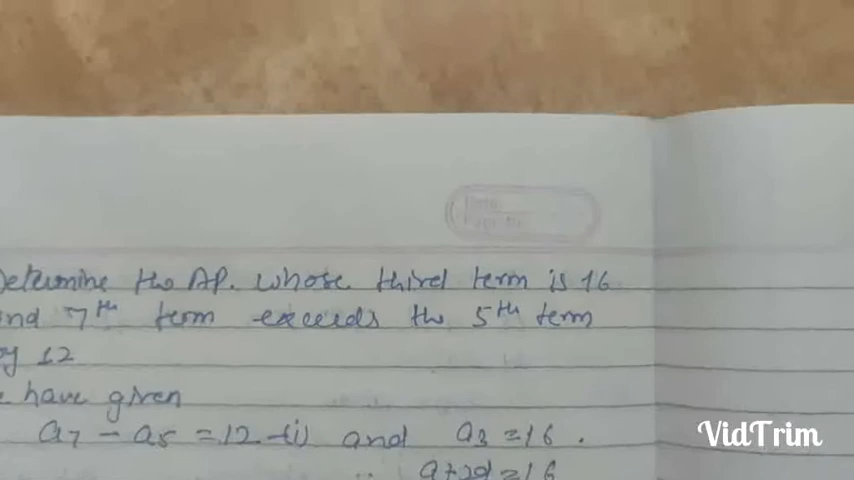 Determine the AP. whose third term is 16
and 7th term exceeds the 5th term
by 12
have given
a7 - a5 = 12 -(i) and a3 = 16 .
a+2d = 16
VidTrim